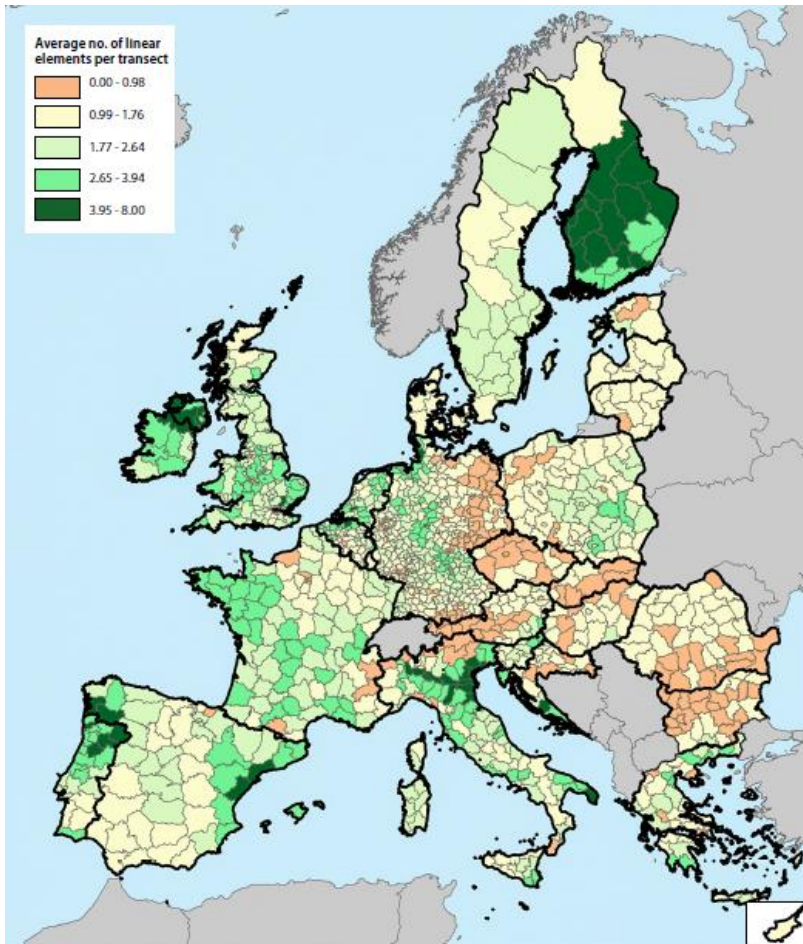 Average no. of linear
elements per transect
0.00 - 0.98
0.99 - 1.76
1.77 - 2.64
2.65 - 3.94
3.95 - 8.00